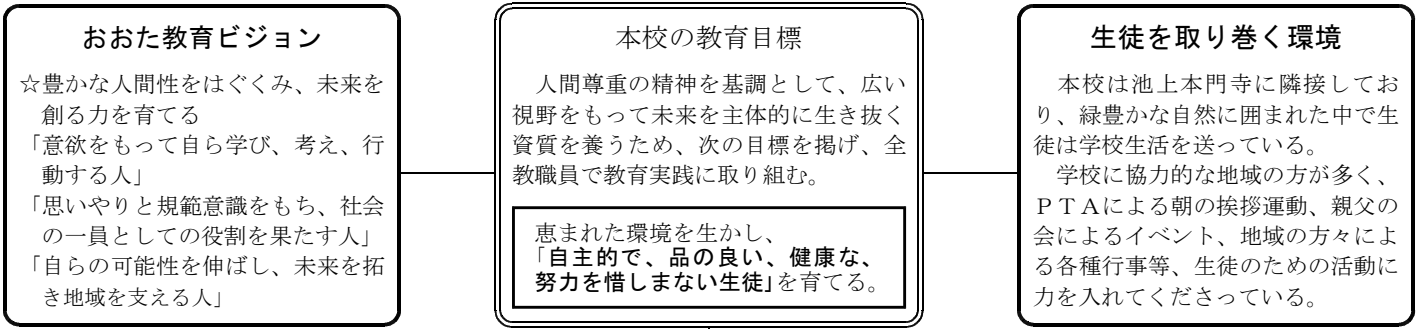 おおた教育ビジョン
☆豊かな人間性をはぐくみ、未来を
創る力を育てる
「意欲をもって自ら学び、考え、行
動する人」
「思いやりと規範意識をもち、社会
の一員としての役割を果たす人」
「自らの可能性を伸ばし、未来を拓
き地域を支える人」
本校の教育目標
人間尊重の精神を基調として、広い
視野をもって未来を主体的に生き抜く
資質を養うため、次の目標を掲げ、全
教職員で教育実践に取り組む。
恵まれた環境を生かし、
「自主的で、品の良い、健康な、
努力を惜しまない生徒」を育てる。
生徒を取り巻く環境
本校は池上本門寺に隣接してお
り、緑豊かな自然に囲まれた中で生
徒は学校生活を送っている。
学校に協力的な地域の方が多く、
ＰＴＡによる朝の挨拶運動、親父の
会によるイベント、地域の方々によ
る各種行事等、生徒のための活動に
力を入れてくださっている。